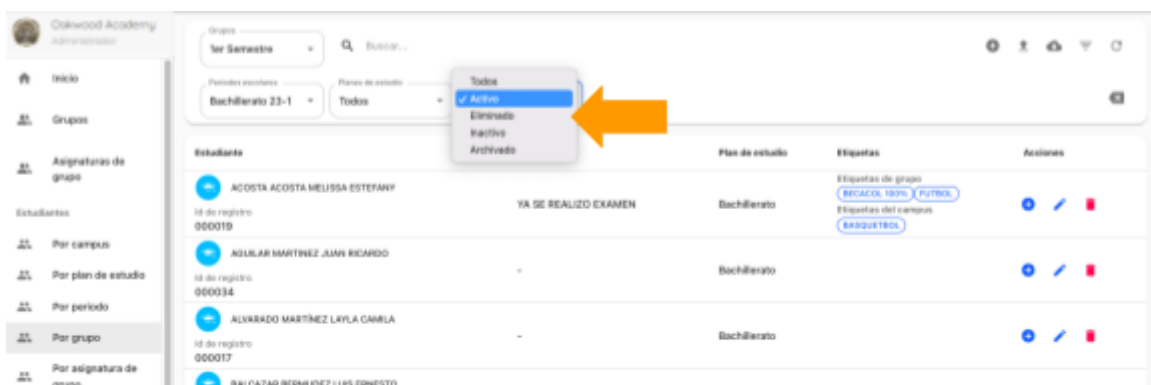 Oakwood Academy
Administrador
Inicio
Grupos
Asignaturas de
grupo
Estudiantes
Por campus
Por plan de estudio
Por periodo
Por grupo
Por asignatura de
grupo
Grupos
1er Semestre
Buscar...
Periodos escolares
Bachillerato 23-1
Planes de estudio
Todos
Todos
✓ Activo
Eliminado
Inactivo
Archivado
Estudiante Plan de estudio Etiquetas Acciones
ACOSTA ACOSTA MELISSA ESTEFANY
Id de registro
000019
YA SE REALIZO EXAMEN
Bachillerato
Etiquetas de grupo
BECACOL 100% FUTBOL
Etiquetas del campus
BASQUETBOL
AGUILAR MARTINEZ JUAN RICARDO
Id de registro
000034
-
Bachillerato
ALVARADO MARTÍNEZ LAYLA CAMILA
Id de registro
000017
-
Bachillerato
BALCAZAR BERMUDEZ LUIS ERNESTO